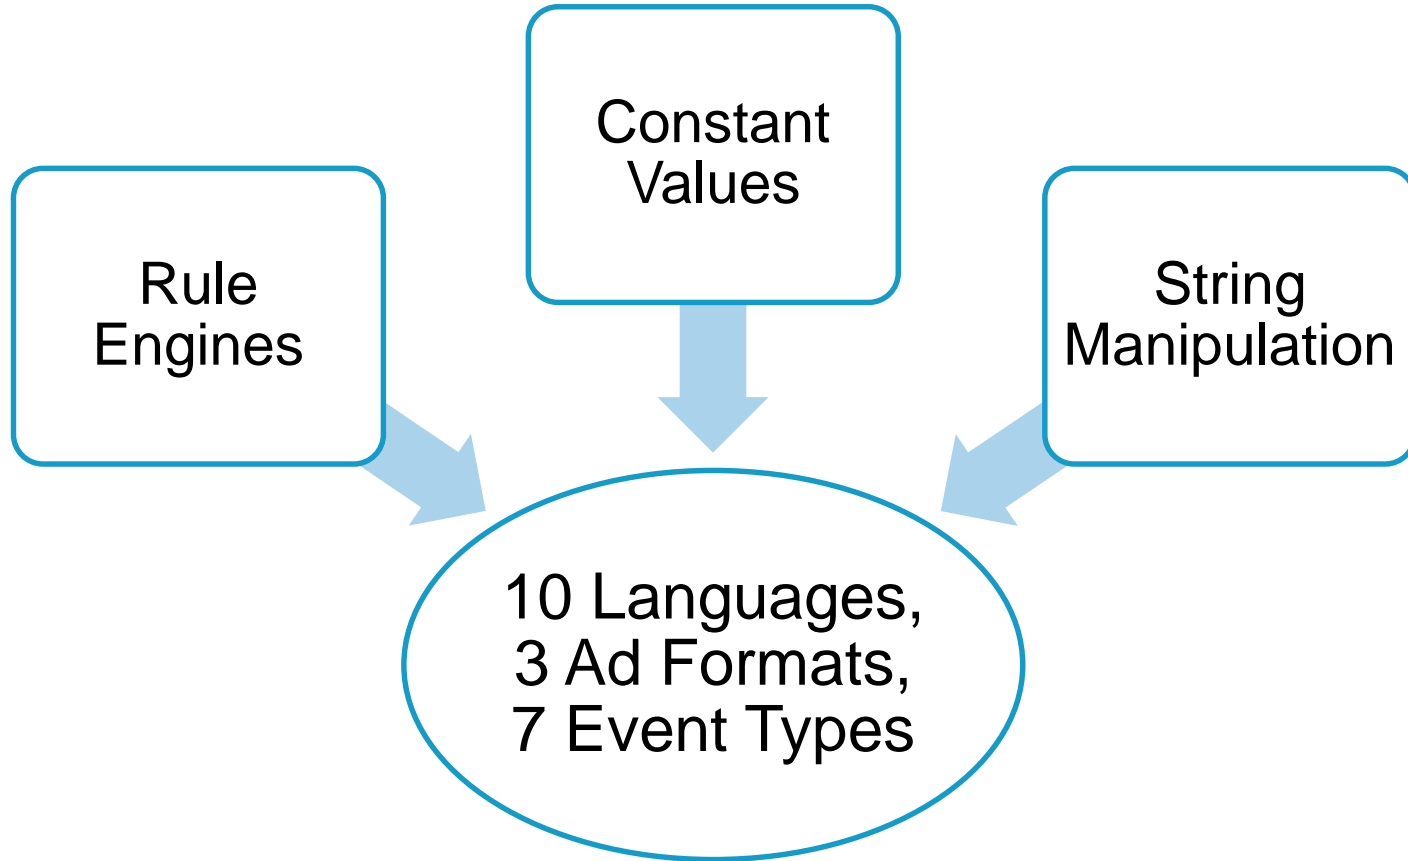 Constant
Values
Rule
Engines
String
Manipulation
10 Languages,
3 Ad Formats,
7 Event Types